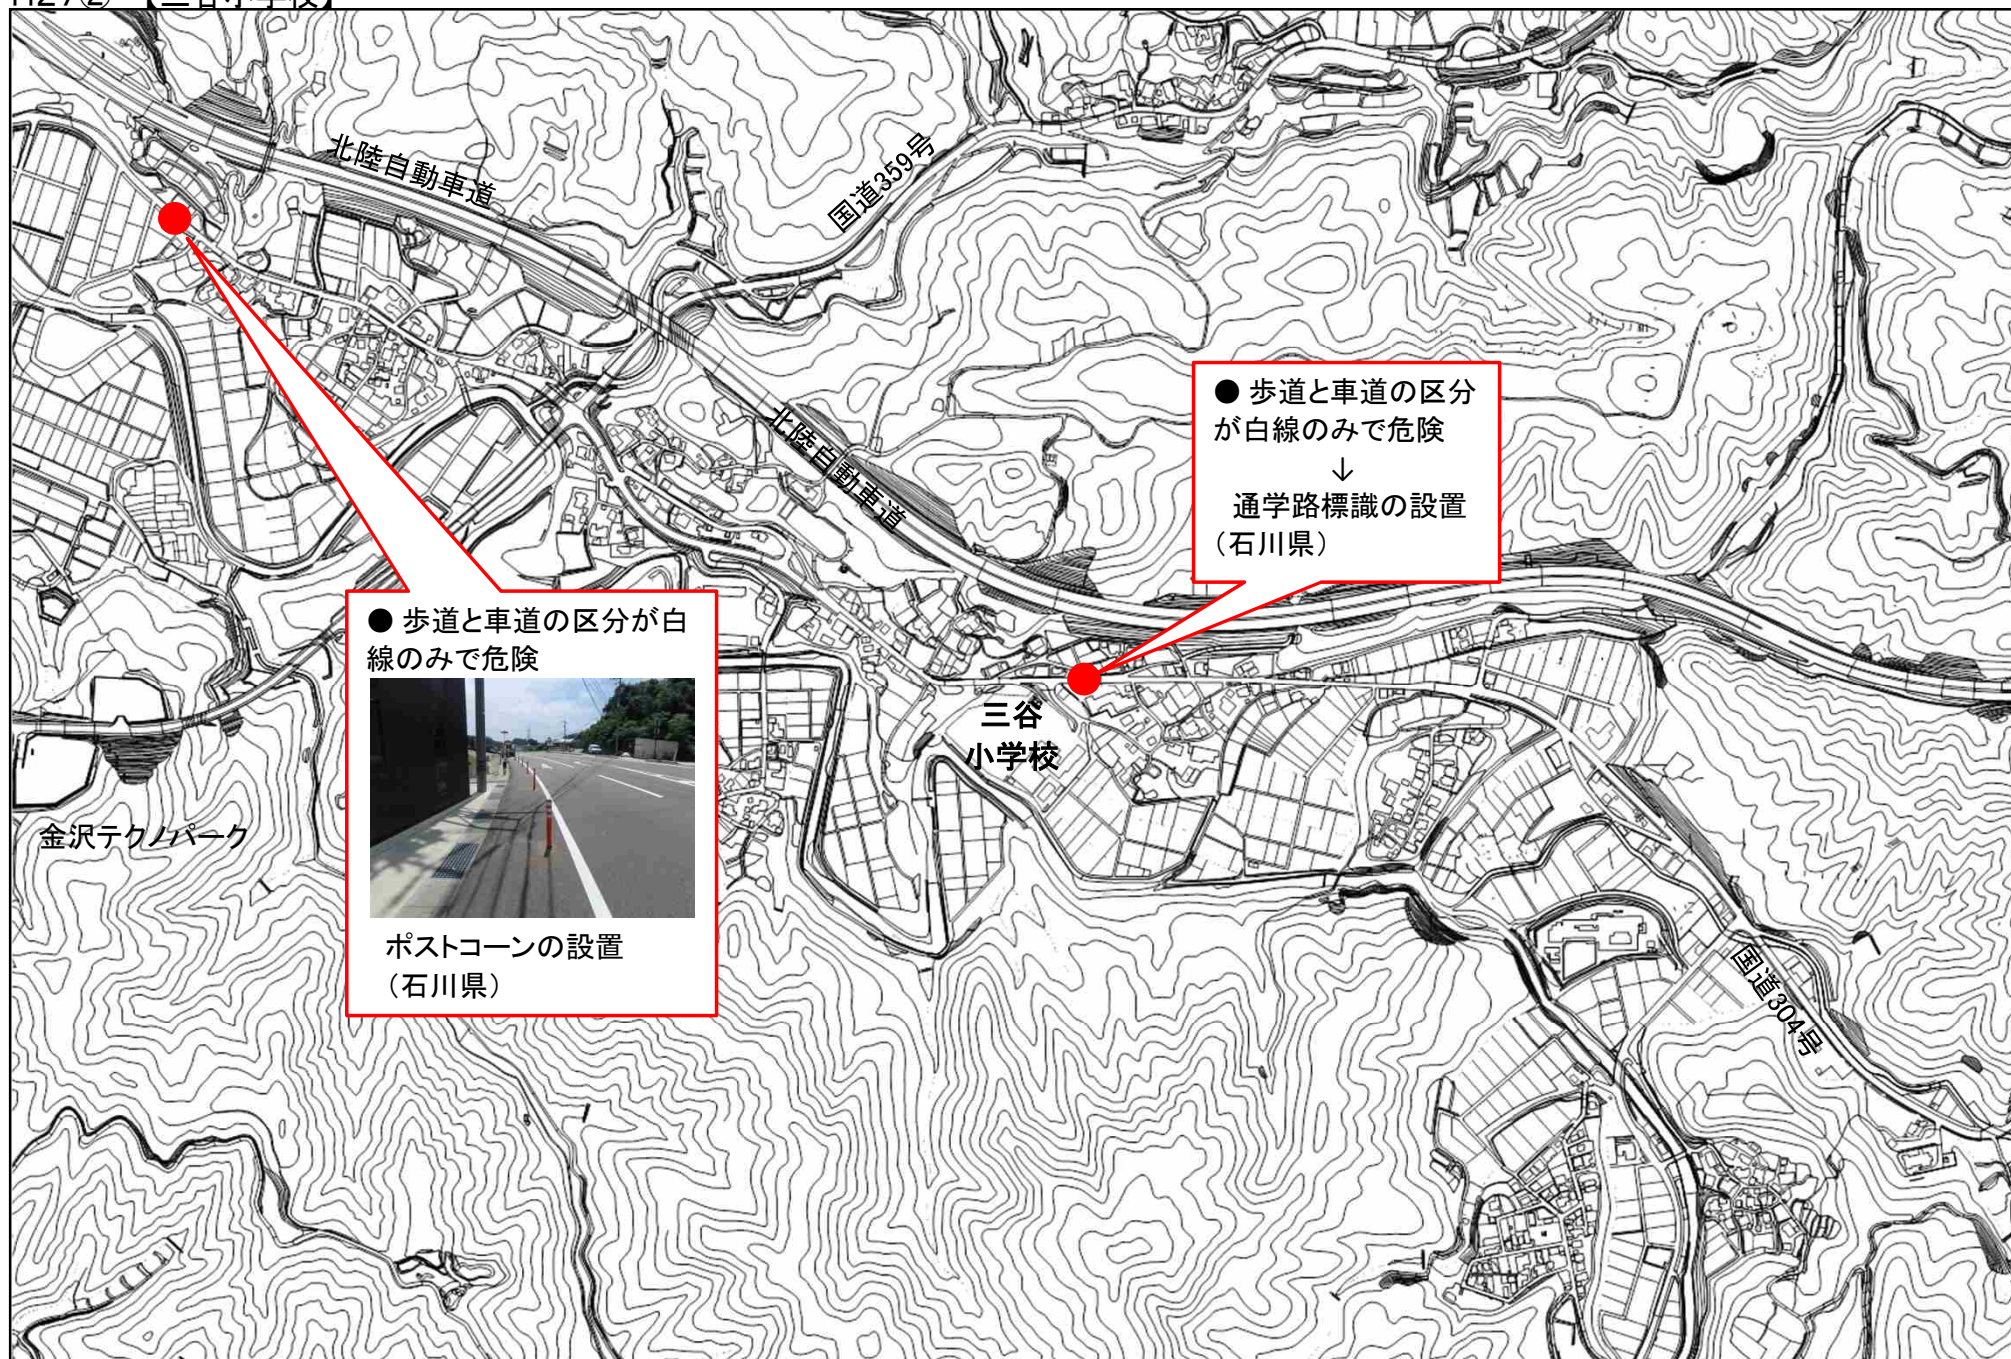 北陸自動車道
国道359号
● 歩道と車道の区分
が白線のみで危険
↓
通学路標識の設置
（石川県）
北陸自動車道
● 歩道と車道の区分が白
線のみで危険
ポストコーンの設置
（石川県）
三谷
小学校
金沢テクノパーク
国道304号